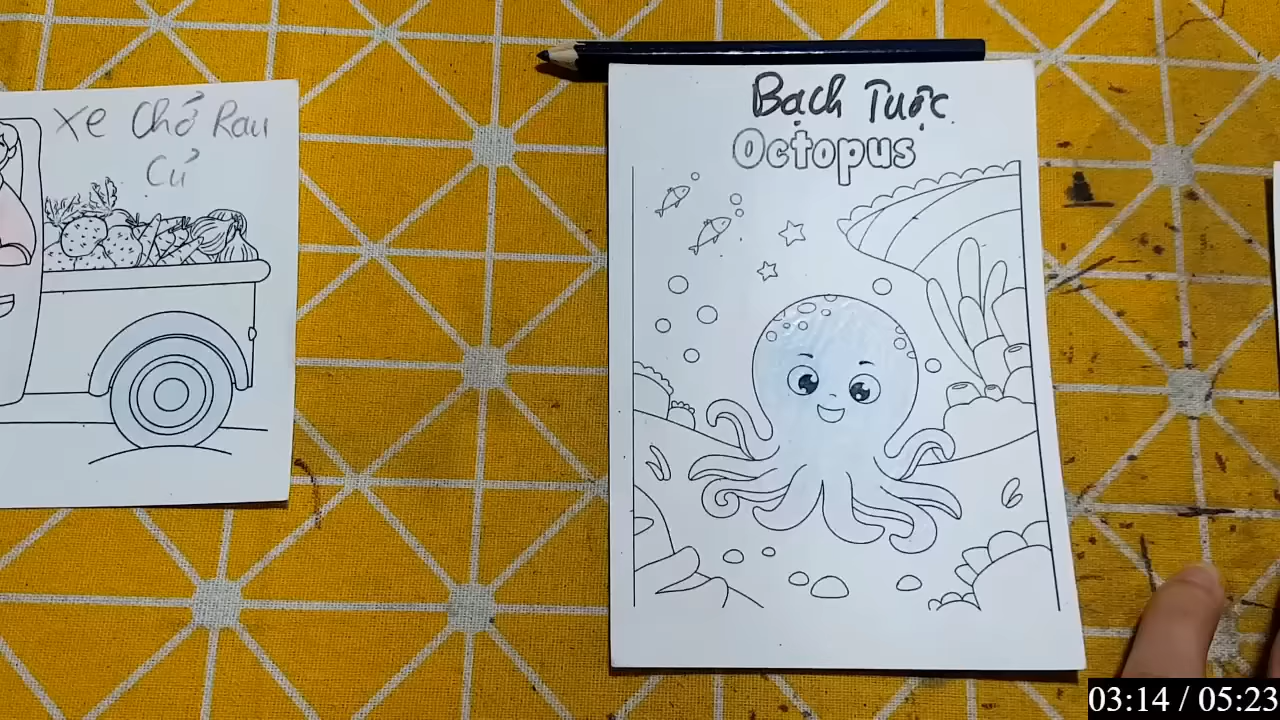 Xe Chở Rau
Củ
Bạch Tuộc
Octopus
03:14 / 05:23